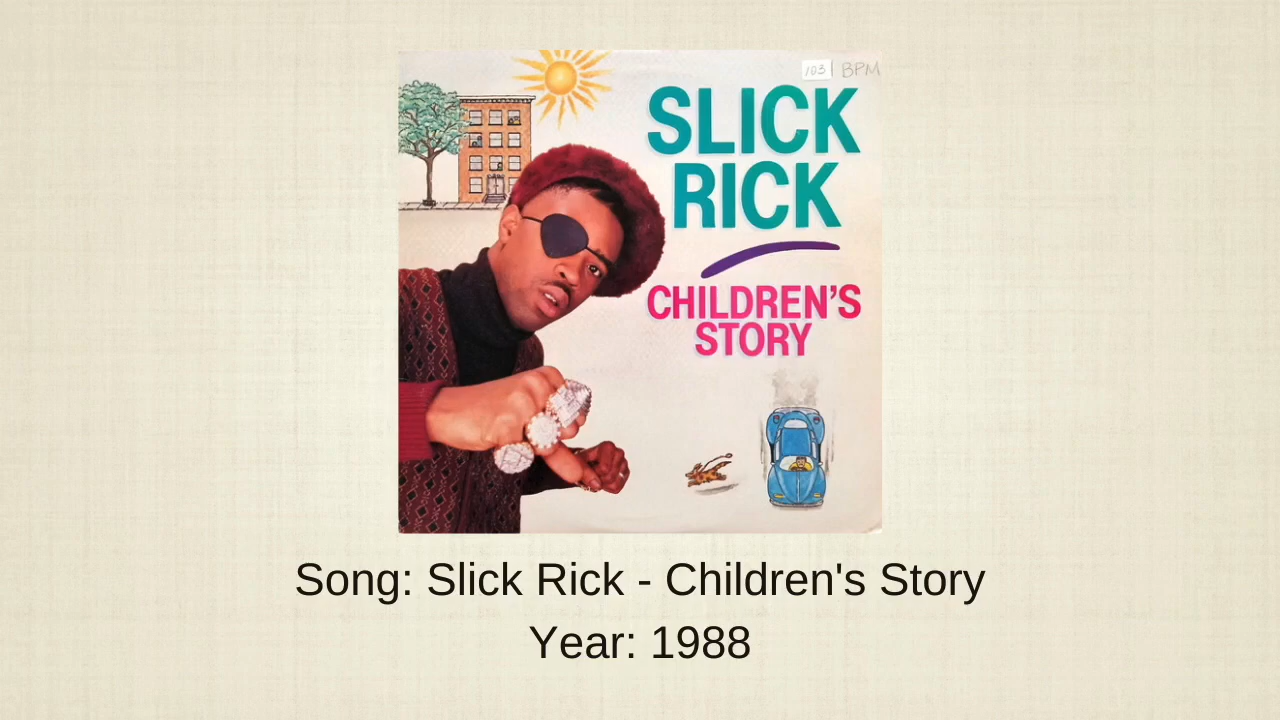 103 BPM
SLICK
RICK
CHILDREN'S
STORY
Song: Slick Rick - Children's Story
Year: 1988